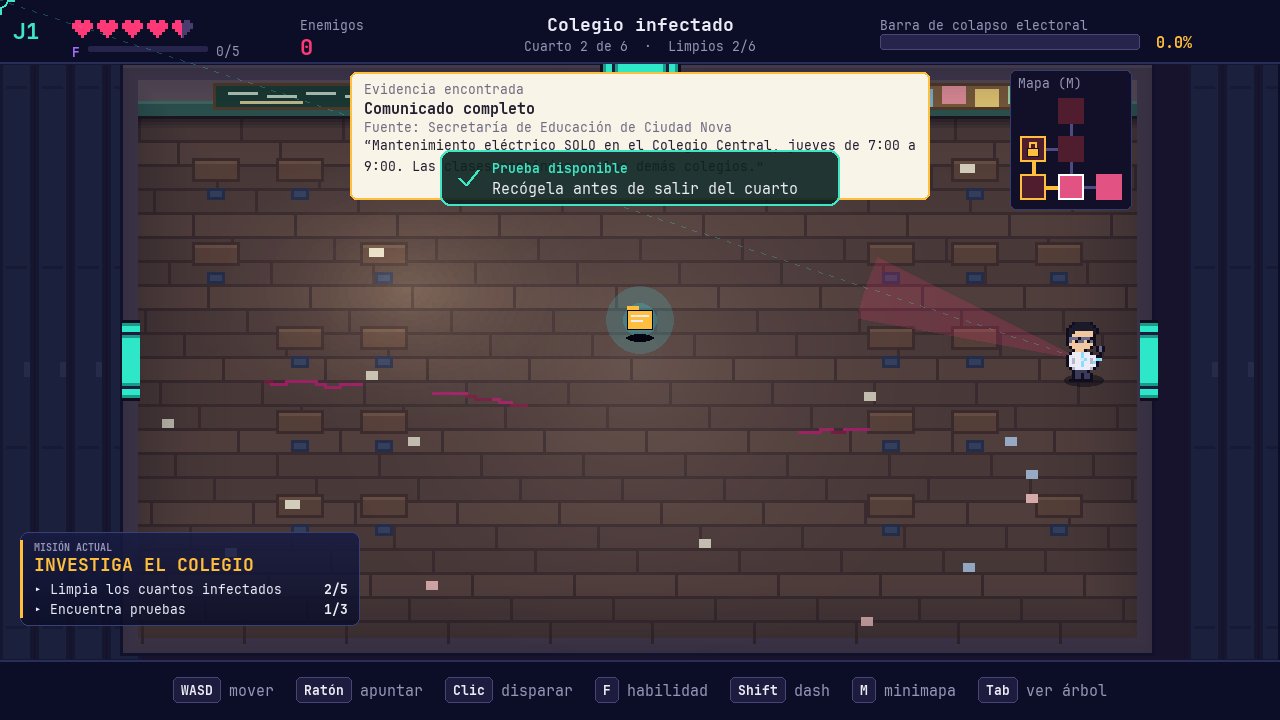 J1
F
0/5
Enemigos
0
Colegio infectado
Cuarto 2 de 6 · Limpios 2/6
Barra de colapso electoral
0.0%
Evidencia encontrada
Comunicado completo
Fuente: Secretaría de Educación de Ciudad Nova
“Mantenimiento eléctrico SOLO en el Colegio Central, jueves de 7:00 a
9:00. Las clases demás colegios.”
Prueba disponible
Recógela antes de salir del cuarto
Mapa (M)
MISIÓN ACTUAL
INVESTIGA EL COLEGIO
▸ Limpia los cuartos infectados 2/5
▸ Encuentra pruebas 1/3
WASD mover Ratón apuntar Clic disparar F habilidad Shift dash M minimapa Tab ver árbol